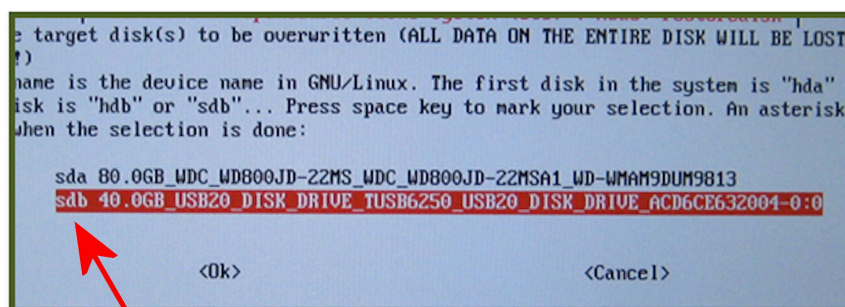 e target disk(s) to be overwritten (ALL DATA ON THE ENTIRE DISK WILL BE LOST
!)
name is the device name in GNU/Linux. The first disk in the system is "hda"
isk is "hdb" or "sdb"... Press space key to mark your selection. An asterisk
when the selection is done:
sda 80.0GB_WDC_WD800JD-22MS_WDC_WD800JD-22MSA1_WD-WMAM9DUM9813
sdb 40.0GB_USB20_DISK_DRIVE_TUSB6250_USB20_DISK_DRIVE_ACD6CE632004-0:0
<Ok> <Cancel>